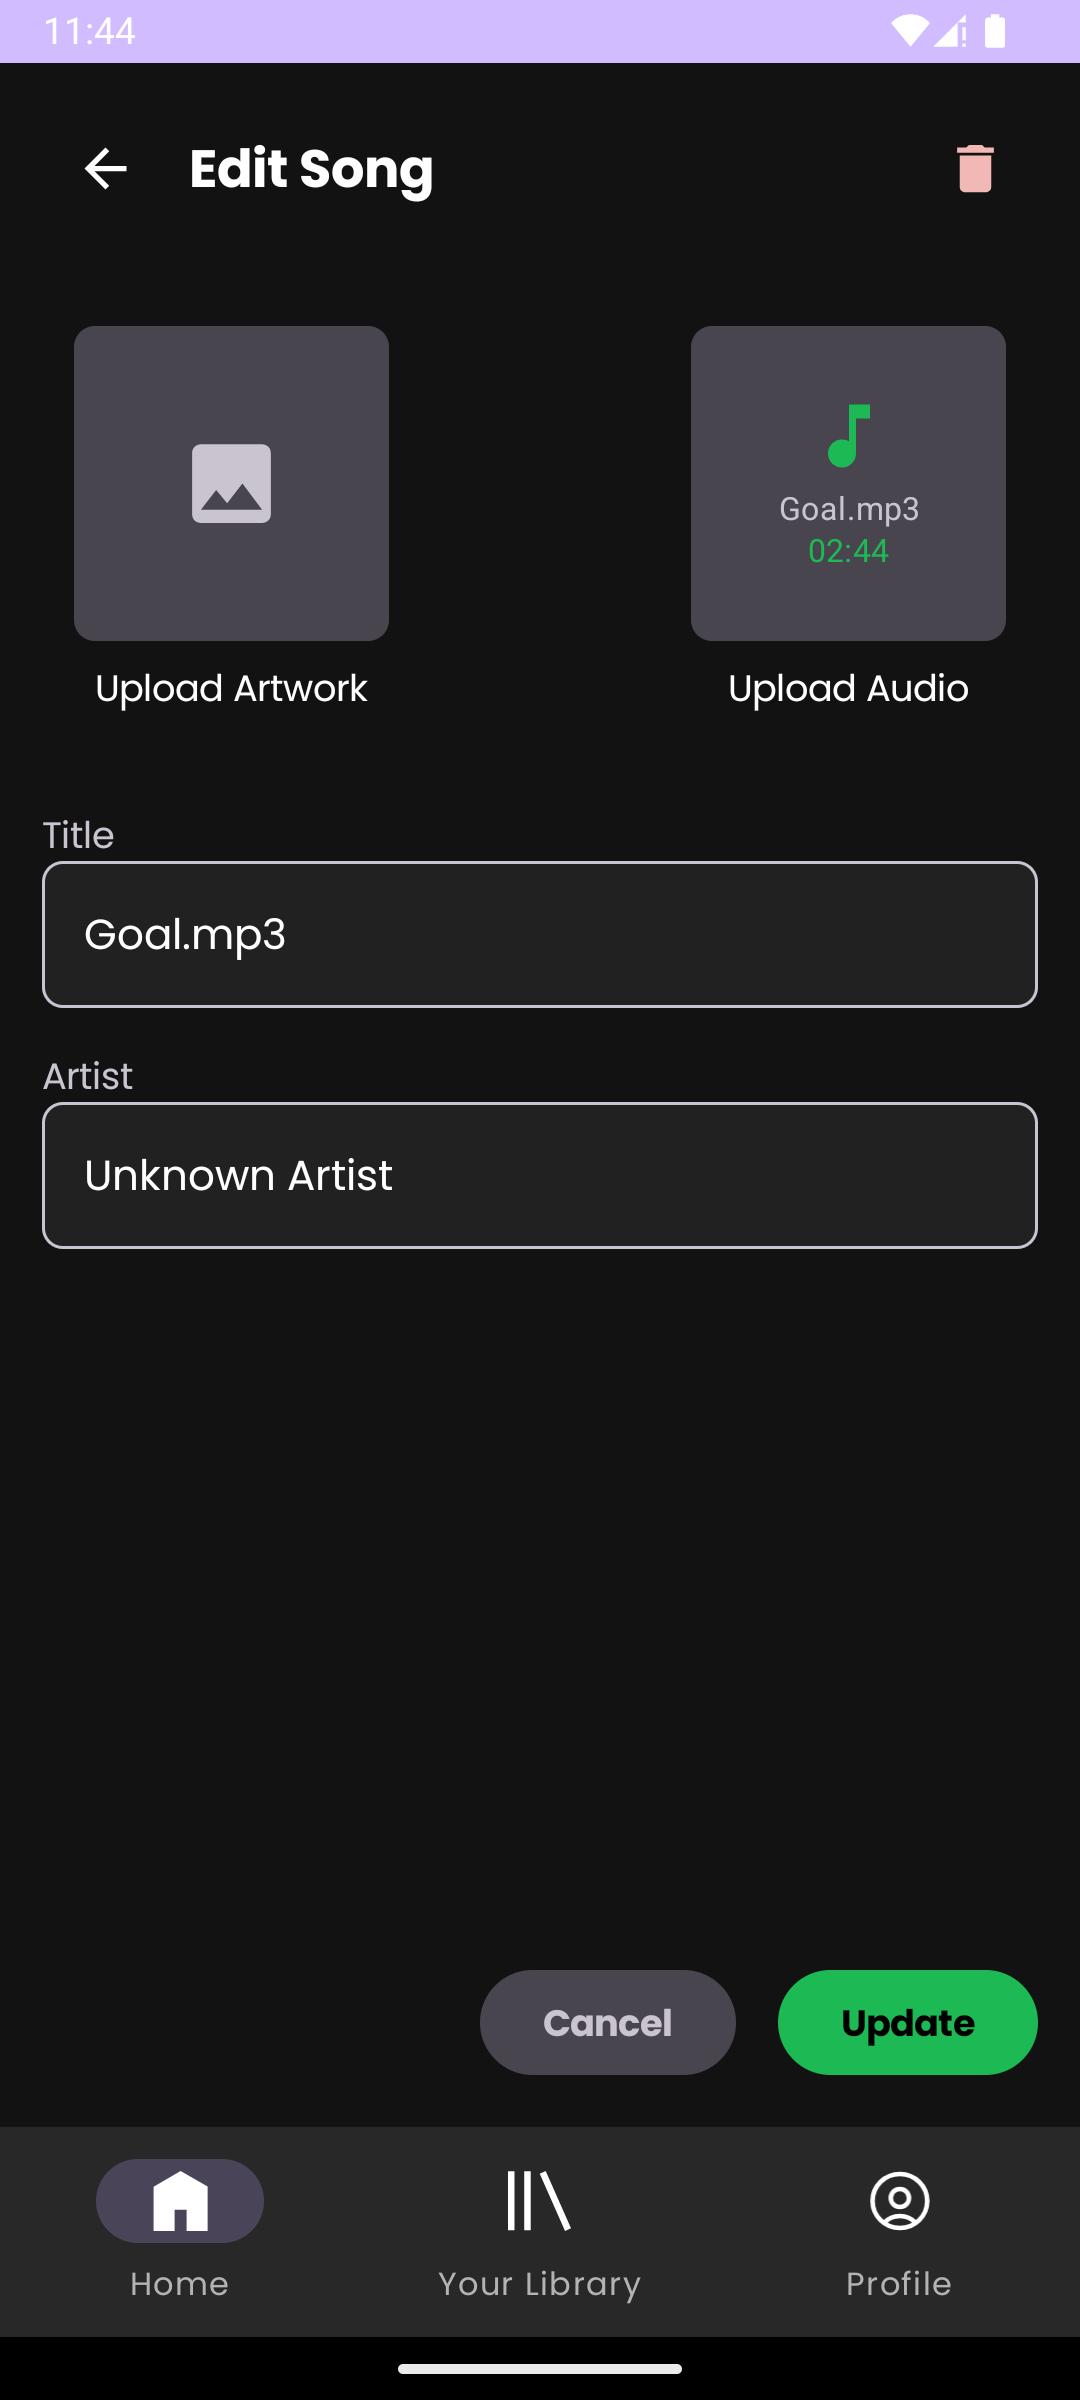 11:44
Edit Song
Goal.mp3
02:44
Upload Artwork
Upload Audio
Title
Goal.mp3
Artist
Unknown Artist
Cancel
Update
Home
Your Library
Profile